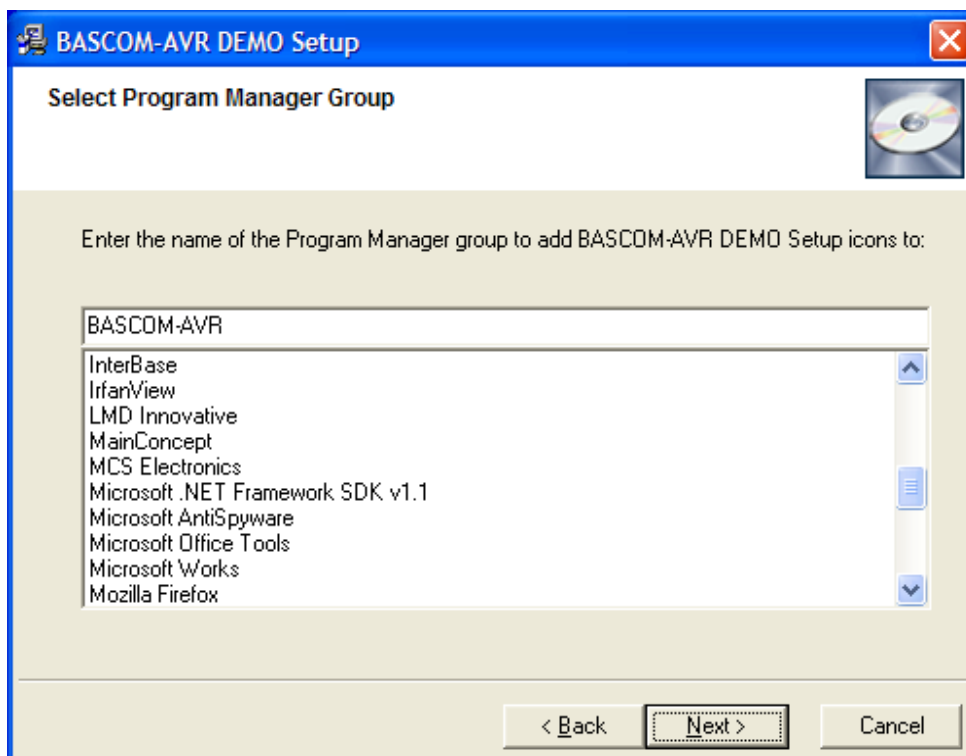 BASCOM-AVR DEMO Setup
Select Program Manager Group
Enter the name of the Program Manager group to add BASCOM-AVR DEMO Setup icons to:
BASCOM-AVR
InterBase
IrfanView
LMD Innovative
MainConcept
MCS Electronics
Microsoft .NET Framework SDK v1.1
Microsoft AntiSpyware
Microsoft Office Tools
Microsoft Works
Mozilla Firefox
< Back Next > Cancel